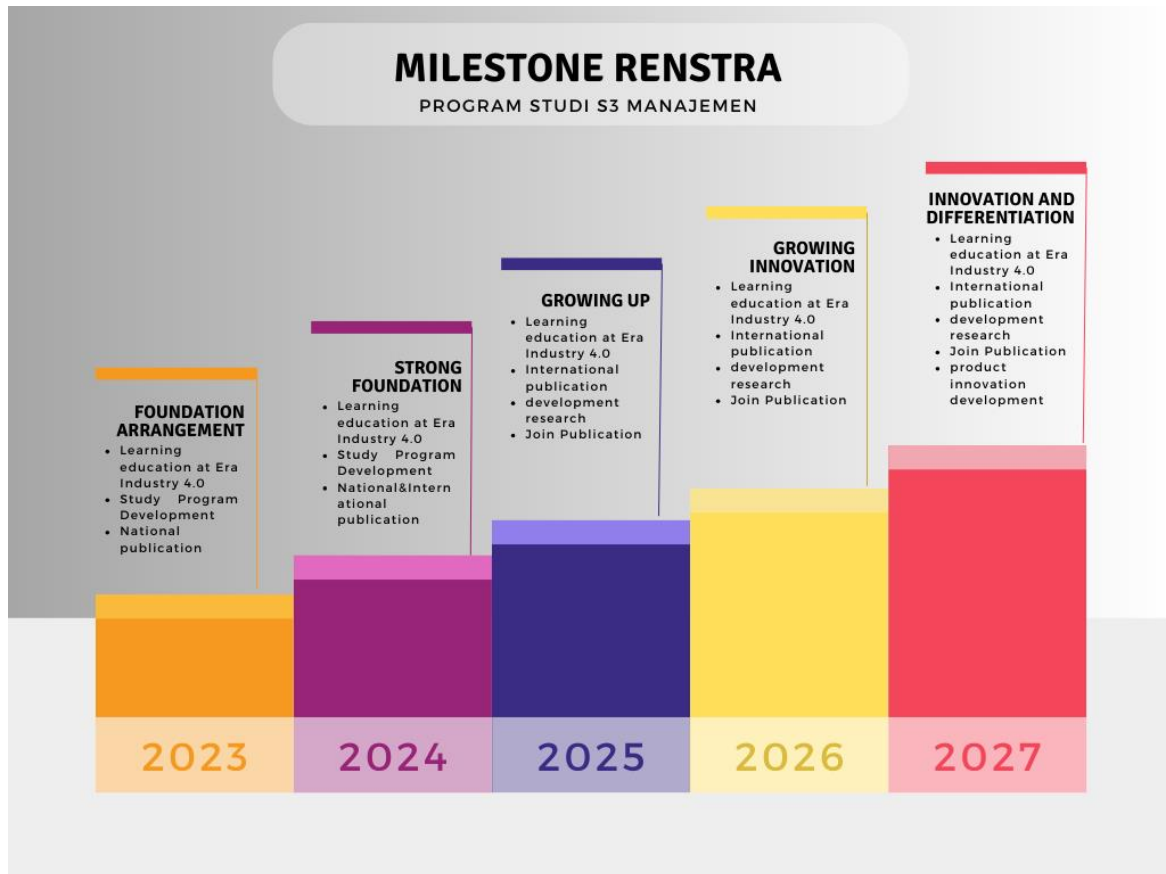 MILESTONE RENSTRA
PROGRAM STUDI S3 MANAJEMEN
FOUNDATION
ARRANGEMENT
• Learning
education at Era
Industry 4.0
• Study Program
Development
• National
publication
STRONG
FOUNDATION
• Learning
education at Era
Industry 4.0
• Study Program
Development
• National&Intern
ational
publication
GROWING UP
• Learning
education at Era
Industry 4.0
• International
publication
• development
research
• Join Publication
GROWING
INNOVATION
• Learning
education at Era
Industry 4.0
• International
publication
• development
research
• Join Publication
INNOVATION AND
DIFFERENTIATION
• Learning
education at Era
Industry 4.0
• International
publication
• development
research
• Join Publication
• product
innovation
development
2023
2024
2025
2026
2027